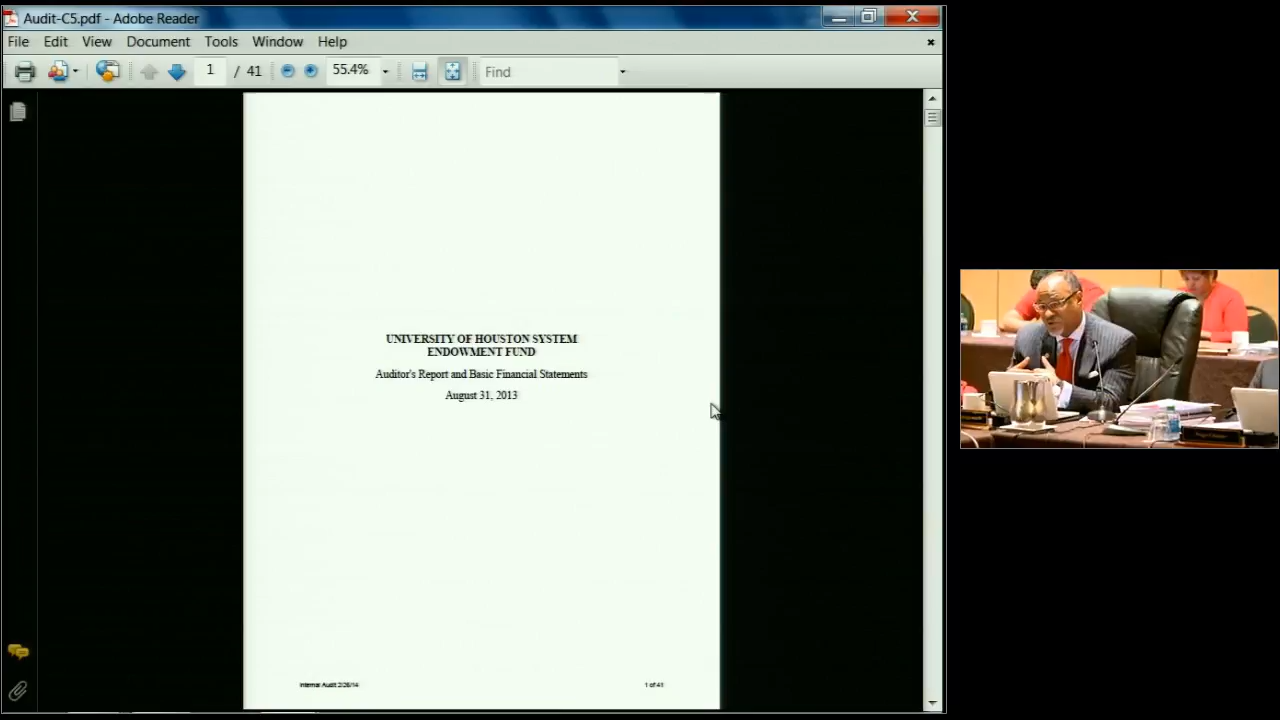 Audit-C5.pdf - Adobe Reader
File Edit View Document Tools Window Help
1 / 41 55.4% Find
UNIVERSITY OF HOUSTON SYSTEM
ENDOWMENT FUND
Auditor's Report and Basic Financial Statements
August 31, 2013
Internal Audit 2/26/14 1 of 41